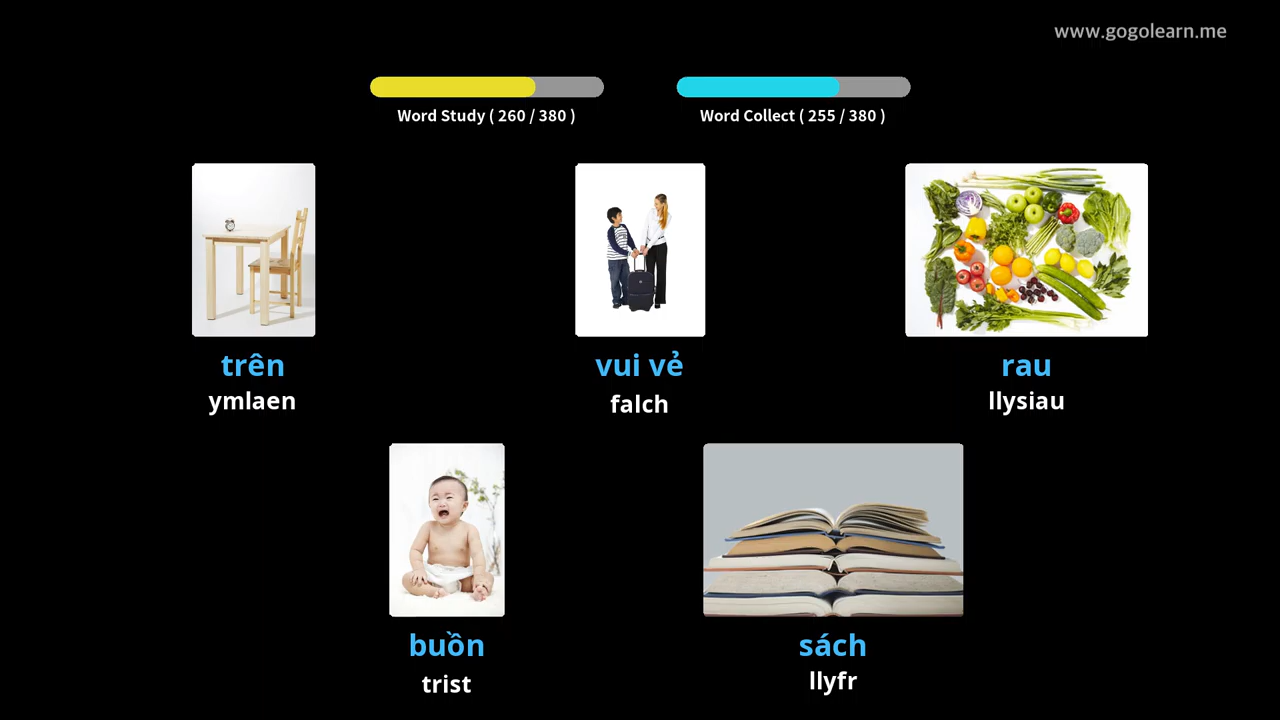 www.gogolearn.me
Word Study ( 260 / 380 )
Word Collect ( 255 / 380 )
trên
ymlaen
vui vẻ
falch
rau
llysiau
buồn
trist
sách
llyfr